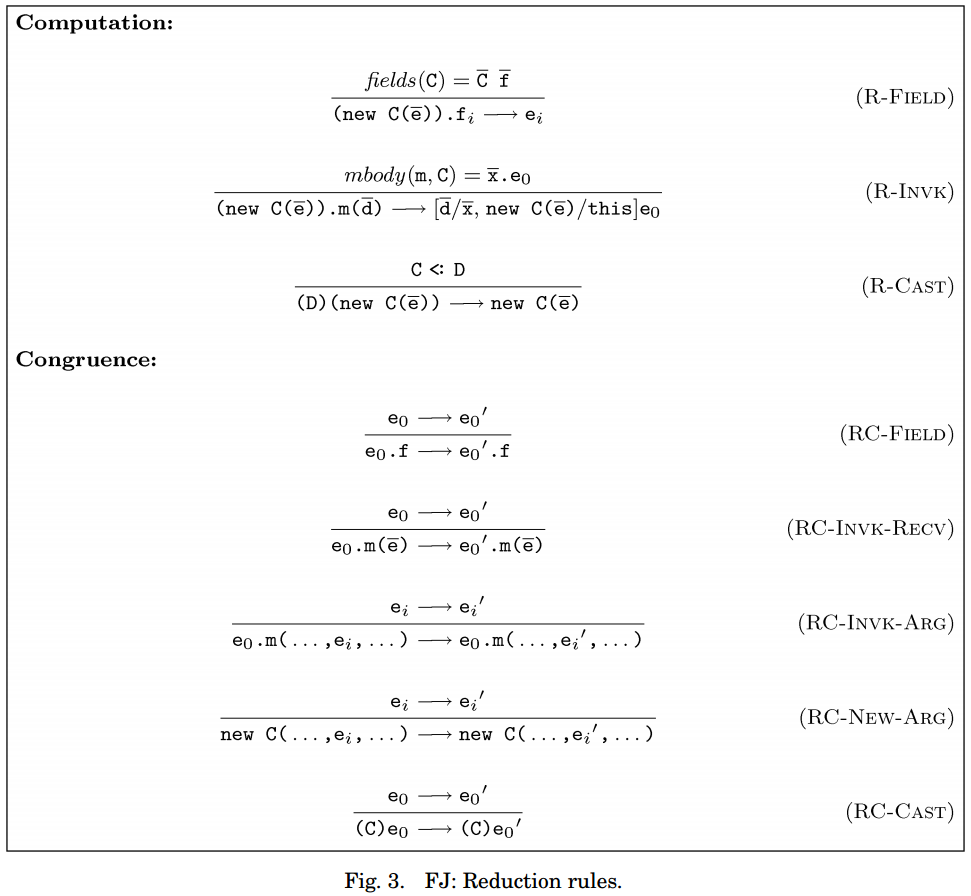 Computation:
fields(C) = C̅ f̅
(new C(e̅)).fᵢ ⟶ eᵢ
(R-Field)
mbody(m, C) = x̅.e₀
(new C(e̅)).m(d̅) ⟶ [d̅/x̅, new C(e̅)/this]e₀
(R-Invk)
C <: D
(D)(new C(e̅)) ⟶ new C(e̅)
(R-Cast)
Congruence:
e₀ ⟶ e₀′
e₀.f ⟶ e₀′.f
(RC-Field)
e₀ ⟶ e₀′
e₀.m(e̅) ⟶ e₀′.m(e̅)
(RC-Invk-Recv)
eᵢ ⟶ eᵢ′
e₀.m(...,eᵢ,...) ⟶ e₀.m(...,eᵢ′,...)
(RC-Invk-Arg)
eᵢ ⟶ eᵢ′
new C(...,eᵢ,...) ⟶ new C(...,eᵢ′,...)
(RC-New-Arg)
e₀ ⟶ e₀′
(C)e₀ ⟶ (C)e₀′
(RC-Cast)
Fig. 3. FJ: Reduction rules.